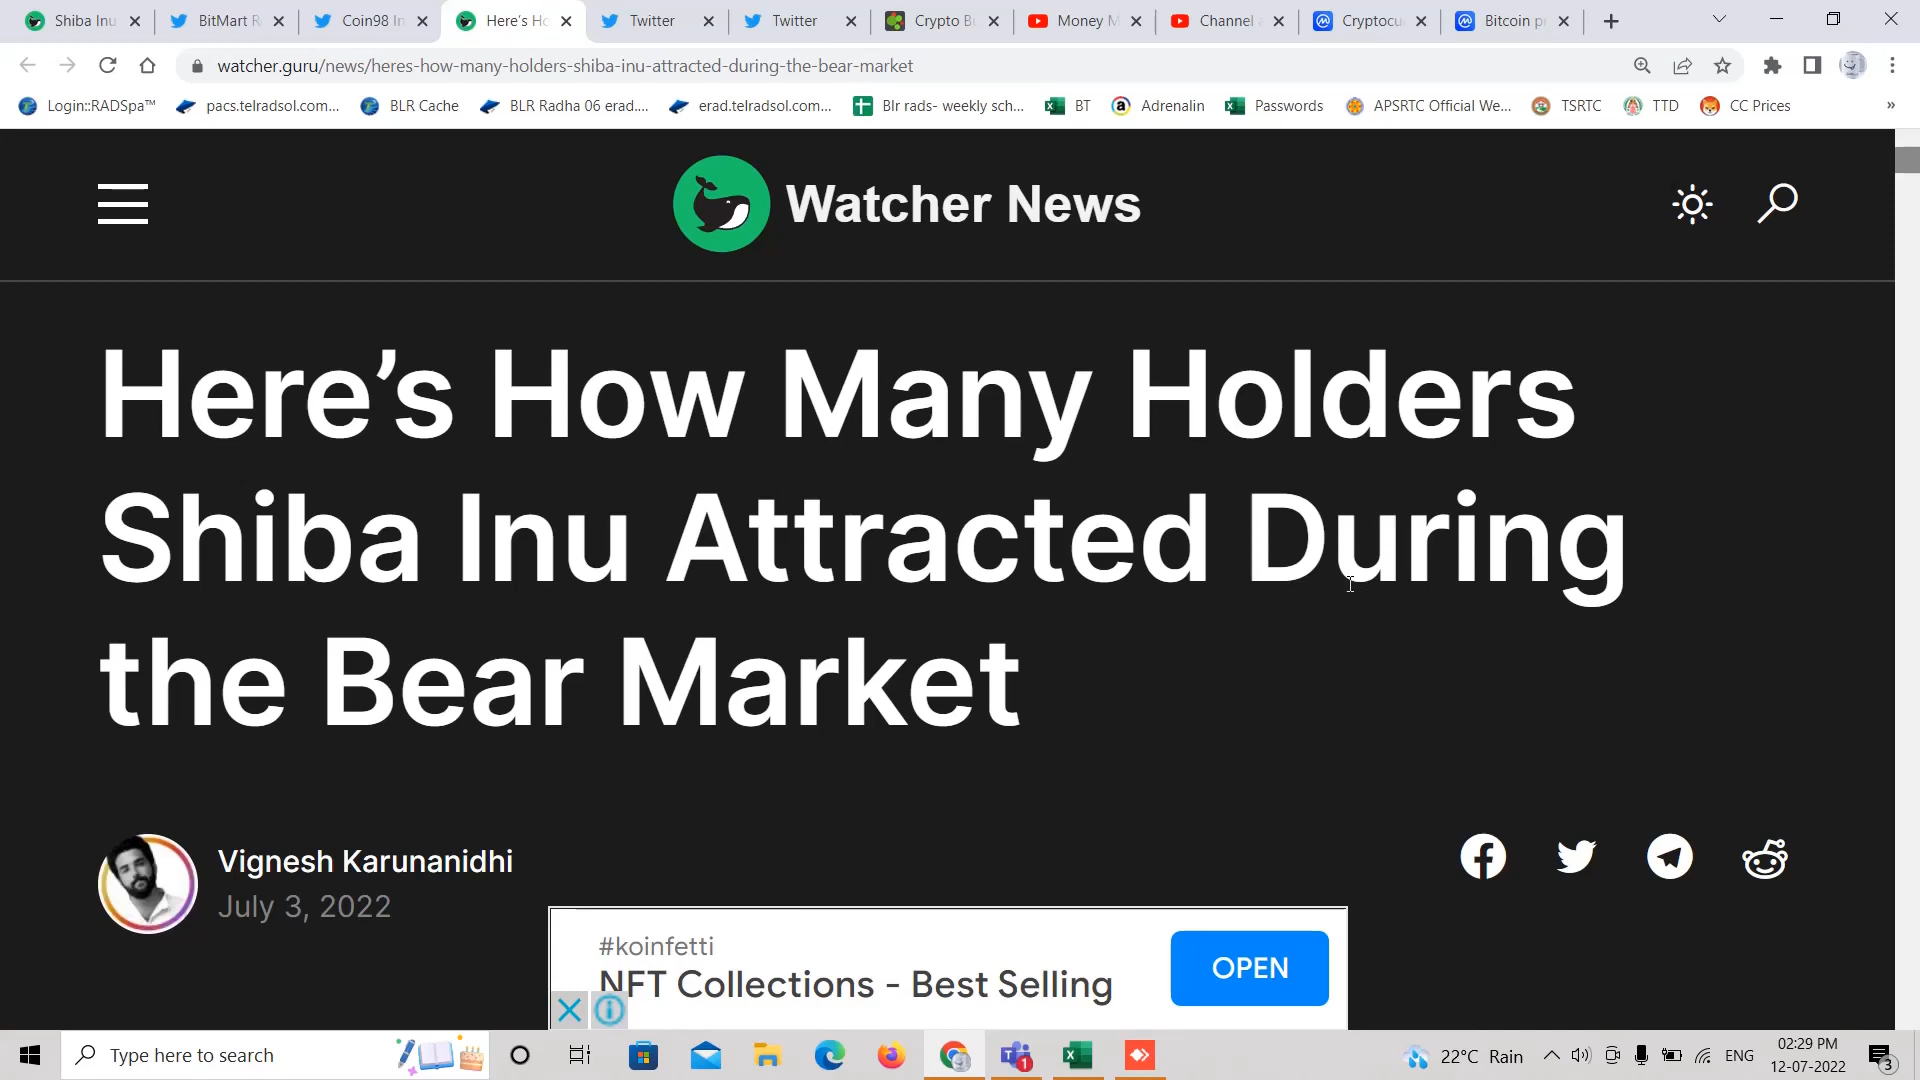 Shiba Inu
BitMart R
Coin98 In
Here's Ho
Twitter
Twitter
Crypto Bu
Money M
Channel
Cryptocu
Bitcoin p
watcher.guru/news/heres-how-many-holders-shiba-inu-attracted-during-the-bear-market
Login::RADSpa™
pacs.telradsol.com...
BLR Cache
BLR Radha 06 erad....
erad.telradsol.com...
Blr rads- weekly sch...
BT
Adrenalin
Passwords
APSRTC Official We...
TSRTC
TTD
CC Prices
»
Watcher News
Here’s How Many Holders
Shiba Inu Attracted During
the Bear Market
Vignesh Karunanidhi
July 3, 2022
#koinfetti
NFT Collections - Best Selling
OPEN
Type here to search
1
22°C Rain
ENG
02:29 PM
12-07-2022
3